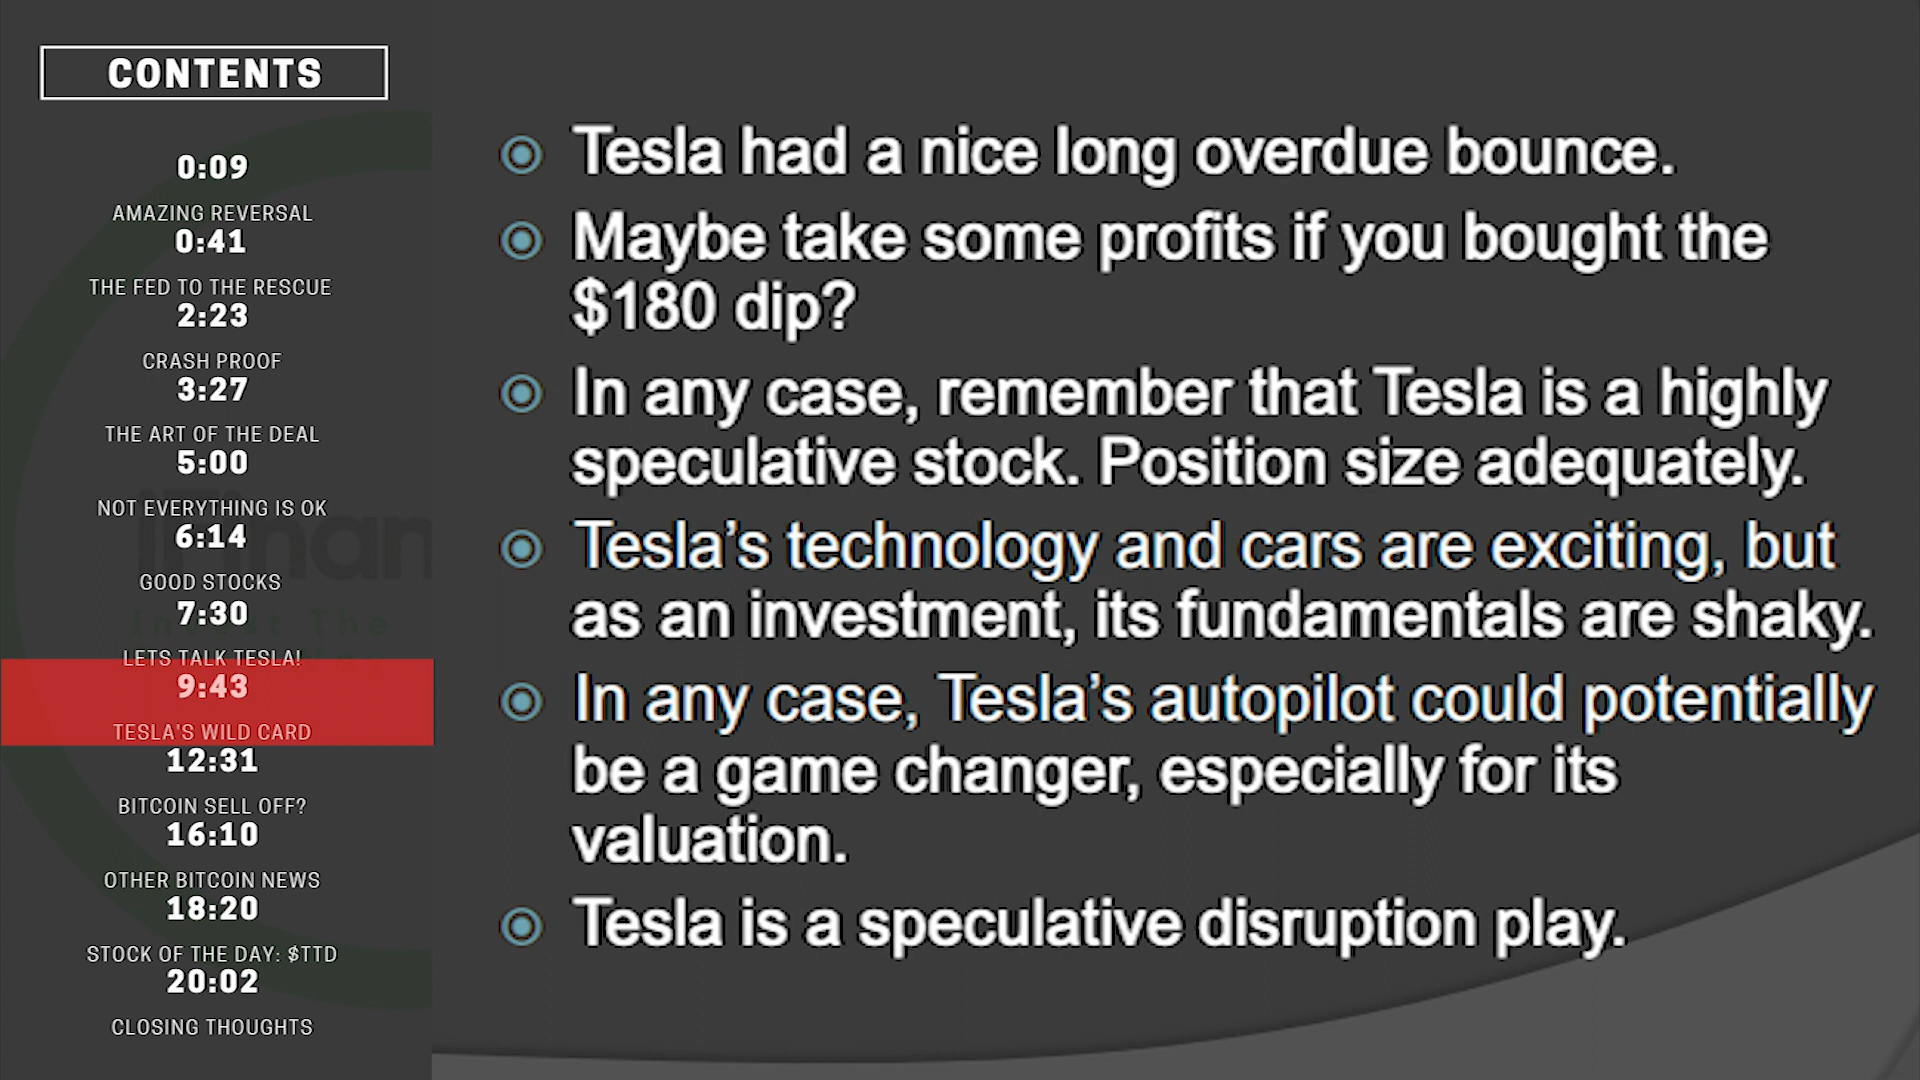 CONTENTS
0:09
AMAZING REVERSAL
0:41
THE FED TO THE RESCUE
2:23
CRASH PROOF
3:27
THE ART OF THE DEAL
5:00
NOT EVERYTHING IS OK
6:14
GOOD STOCKS
7:30
LETS TALK TESLA!
9:43
TESLA'S WILD CARD
12:31
BITCOIN SELL OFF?
16:10
OTHER BITCOIN NEWS
18:20
STOCK OF THE DAY: $TTD
20:02
CLOSING THOUGHTS
Tesla had a nice long overdue bounce.
Maybe take some profits if you bought the
$180 dip?
In any case, remember that Tesla is a highly
speculative stock. Position size adequately.
Tesla’s technology and cars are exciting, but
as an investment, its fundamentals are shaky.
In any case, Tesla’s autopilot could potentially
be a game changer, especially for its
valuation.
Tesla is a speculative disruption play.